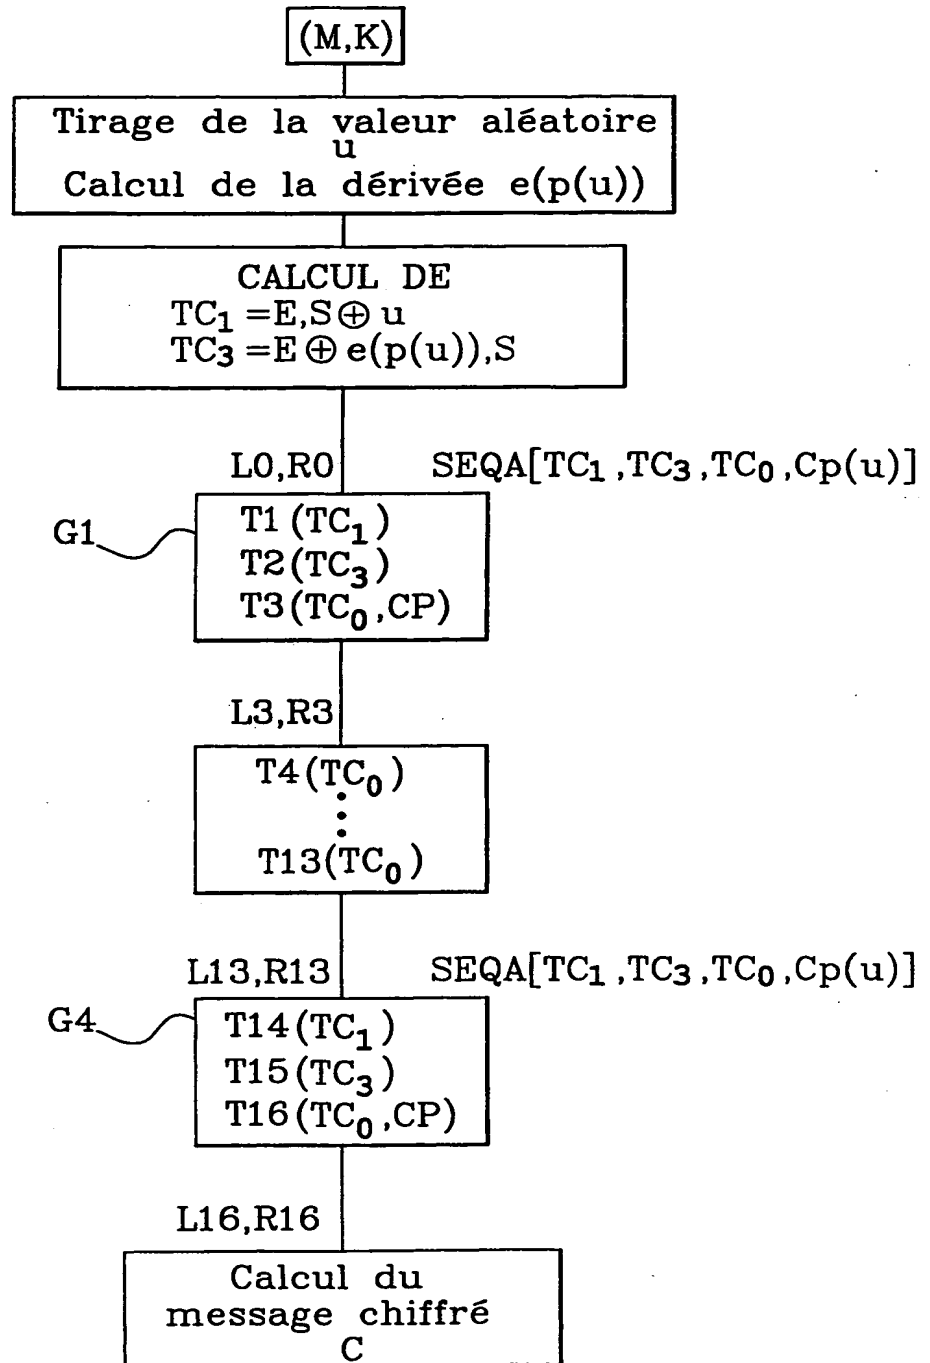 (M,K)
Tirage de la valeur aléatoire
u
Calcul de la dérivée e(p(u))
CALCUL DE
TC₁ =E,S⊕u
TC₃ =E⊕e(p(u)),S
L0,R0 SEQA[TC₁,TC₃,TC₀,Cp(u)]
G1
T1(TC₁)
T2(TC₃)
T3(TC₀,CP)
L3,R3
T4(TC₀)
T13(TC₀)
L13,R13 SEQA[TC₁,TC₃,TC₀,Cp(u)]
G4
T14(TC₁)
T15(TC₃)
T16(TC₀,CP)
L16,R16
Calcul du
message chiffré
C